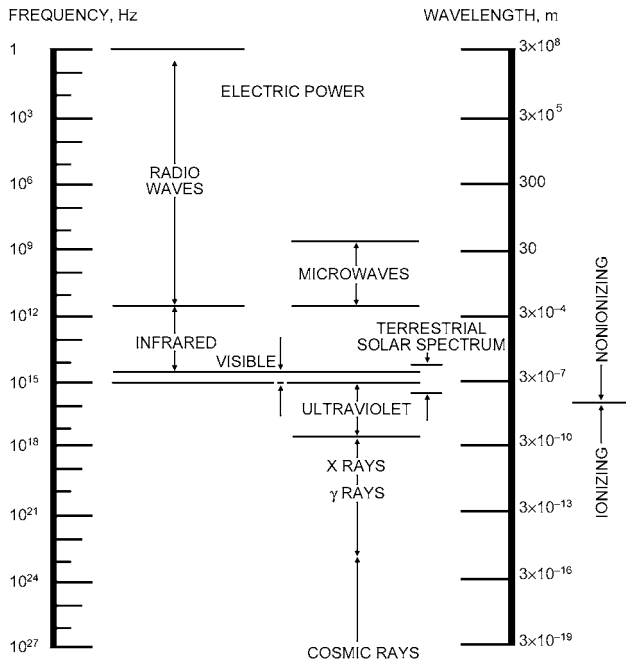 FREQUENCY, Hz
WAVELENGTH, m
1
3×10⁸
ELECTRIC POWER
10³
3×10⁵
RADIO
WAVES
10⁶
300
10⁹
30
MICROWAVES
NONIONIZING
10¹²
3×10⁻⁴
INFRARED
TERRESTRIAL
SOLAR SPECTRUM
VISIBLE
10¹⁵
3×10⁻⁷
ULTRAVIOLET
10¹⁸
3×10⁻¹⁰
X RAYS
γ RAYS
IONIZING
10²¹
3×10⁻¹³
10²⁴
3×10⁻¹⁶
10²⁷
3×10⁻¹⁹
COSMIC RAYS